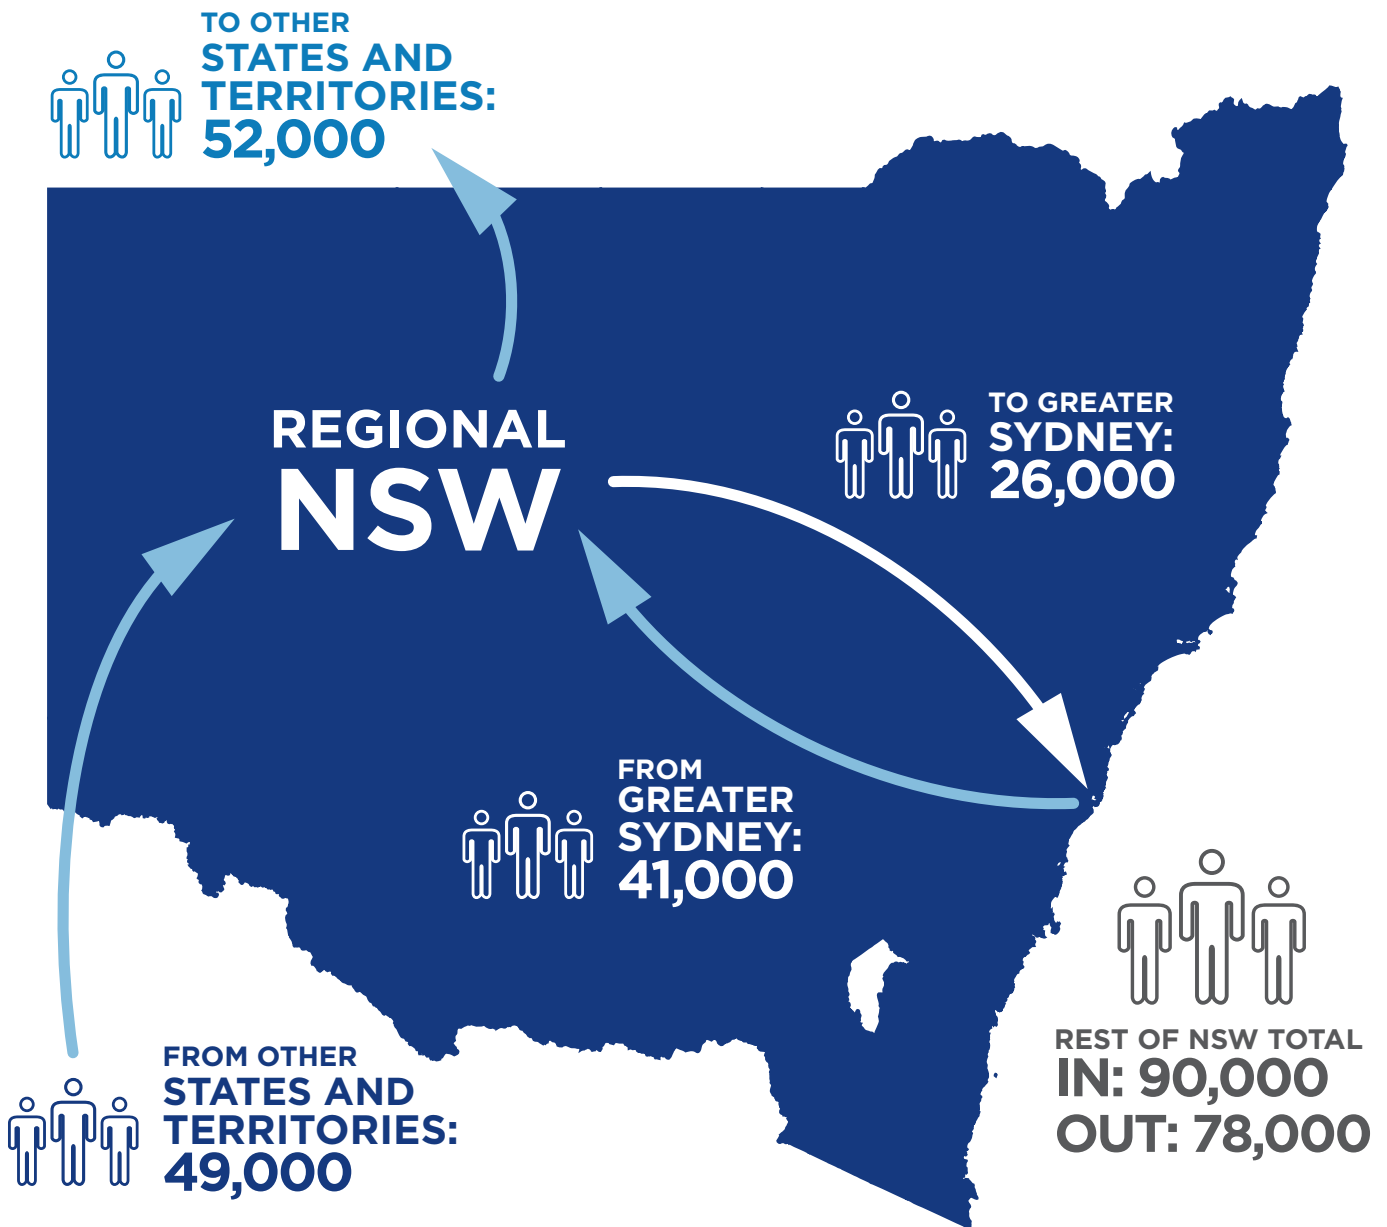 TO OTHER
STATES AND
TERRITORIES:
52,000
REGIONAL
NSW
TO GREATER
SYDNEY:
26,000
FROM
GREATER
SYDNEY:
41,000
FROM OTHER
STATES AND
TERRITORIES:
49,000
REST OF NSW TOTAL
IN: 90,000
OUT: 78,000